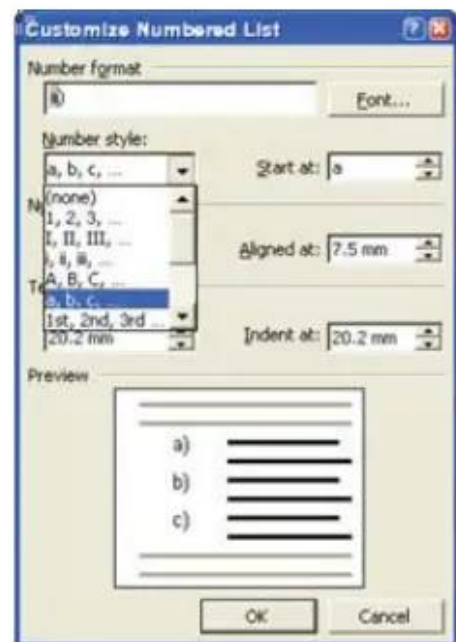 Customize Numbered List
Number format
a)
Font...
Number style:
a, b, c, ...
Start at: a
(none)
1, 2, 3, ...
I, II, III, ...
i, ii, iii, ...
A, B, C, ...
a, b, c, ...
1st, 2nd, 3rd ...
Aligned at: 7.5 mm
20.2 mm
Indent at: 20.2 mm
Preview
a)
b)
c)
OK
Cancel